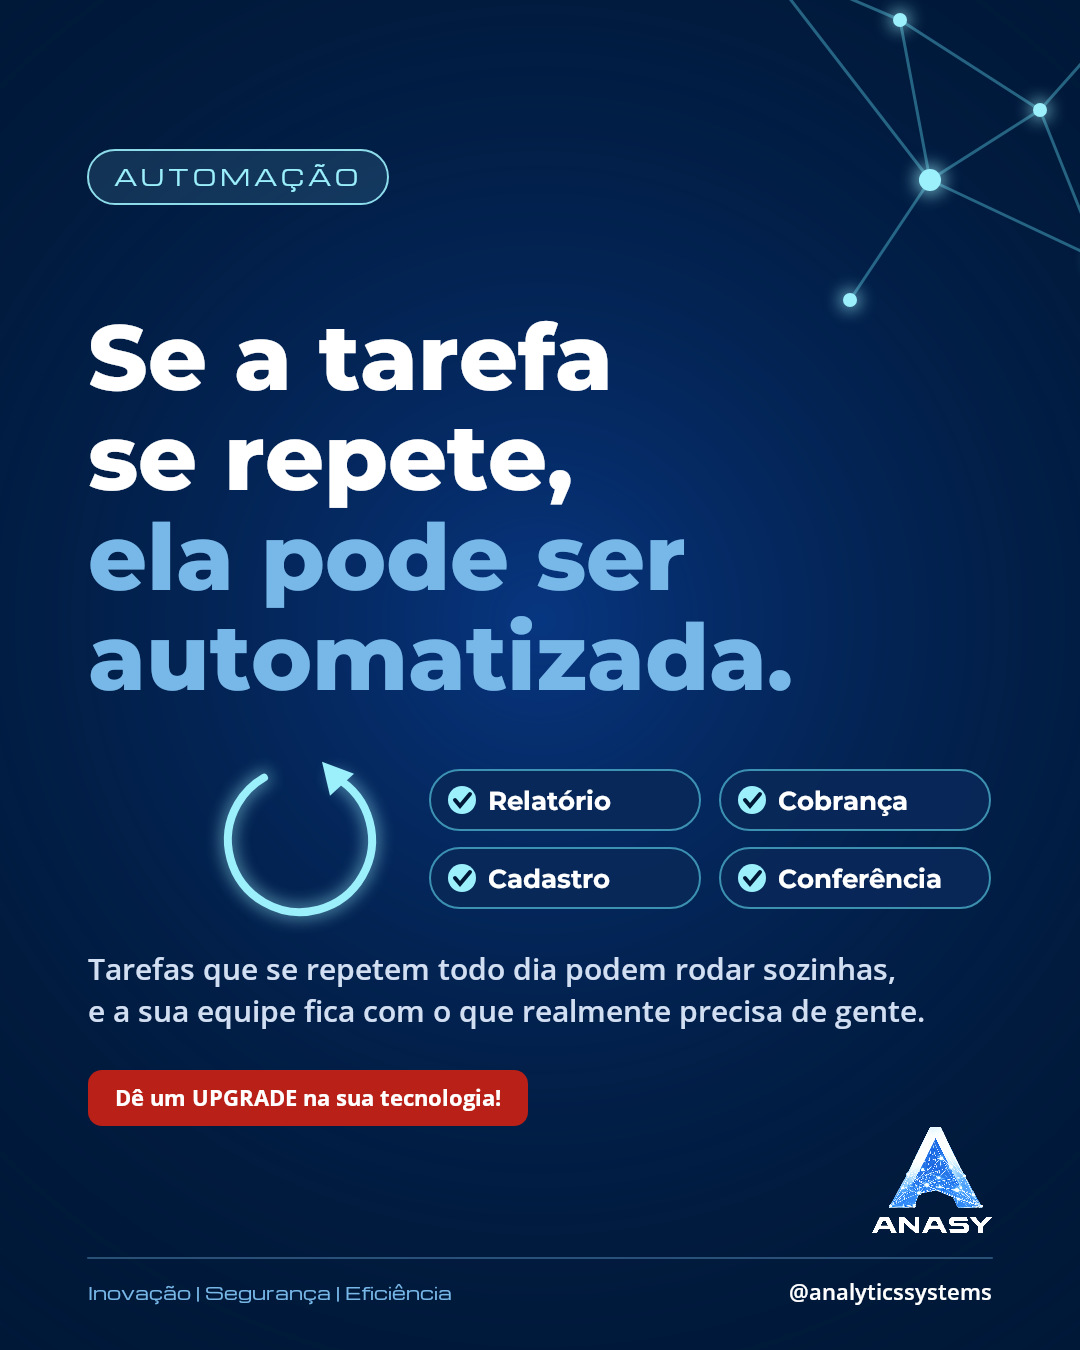 AUTOMAÇÃO
Se a tarefa
se repete,
ela pode ser
automatizada.
Relatório
Cobrança
Cadastro
Conferência
Tarefas que se repetem todo dia podem rodar sozinhas,
e a sua equipe fica com o que realmente precisa de gente.
Dê um UPGRADE na sua tecnologia!
ANASY
Inovação | Segurança | Eficiência
@analyticssystems